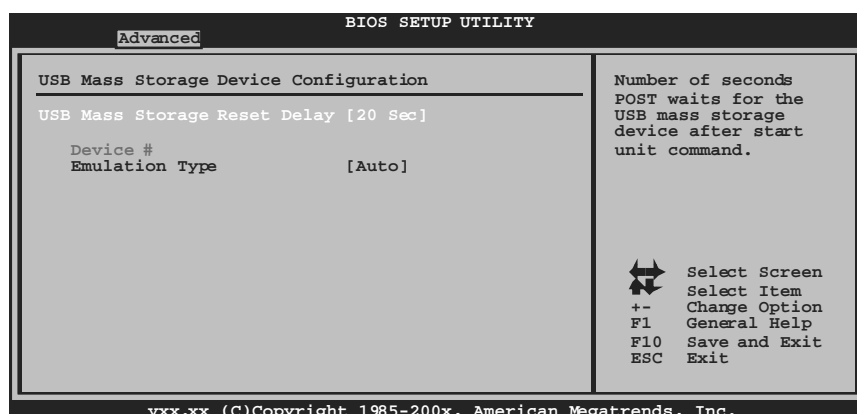 BIOS SETUP UTILITY
Advanced
USB Mass Storage Device Configuration
USB Mass Storage Reset Delay [20 Sec]
Device #
Emulation Type [Auto]
Number of seconds
POST waits for the
USB mass storage
device after start
unit command.
Select Screen
Select Item
+- Change Option
F1 General Help
F10 Save and Exit
ESC Exit
vxx.xx (C)Copyright 1985-200x, American Megatrends, Inc.